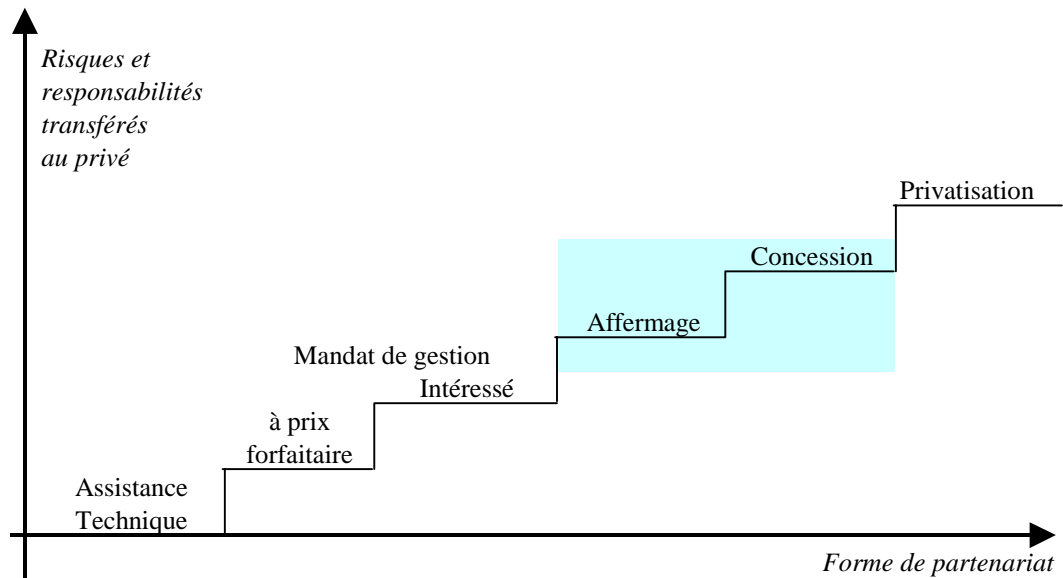 Risques et
responsabilités
transférés
au privé
Privatisation
Concession
Affermage
Mandat de gestion
Intéressé
à prix
forfaitaire
Assistance
Technique
Forme de partenariat